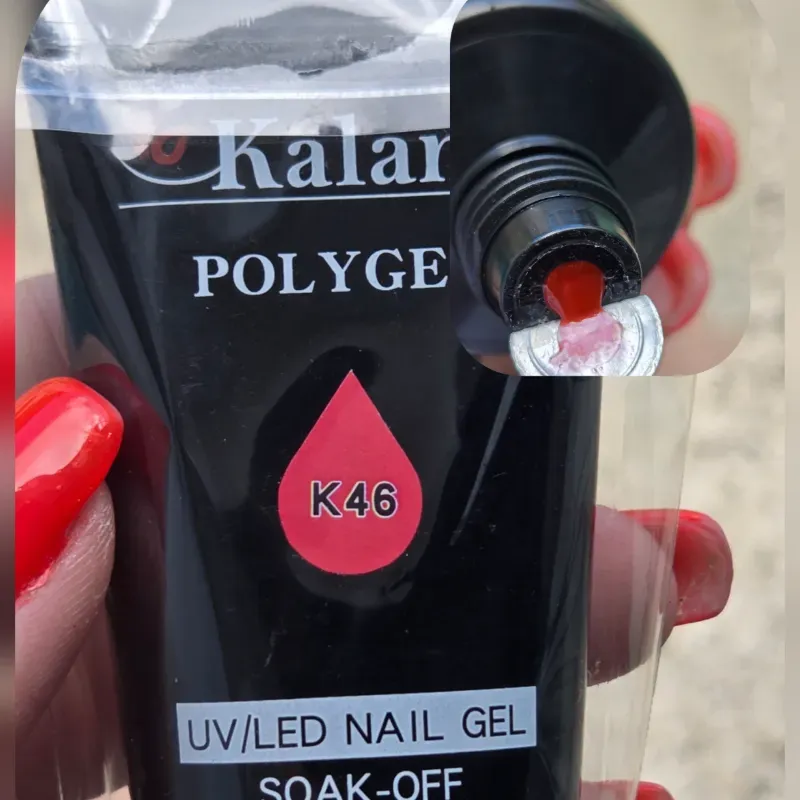 Kalar
POLYGE
K46
UV/LED NAIL GEL
SOAK-OFF